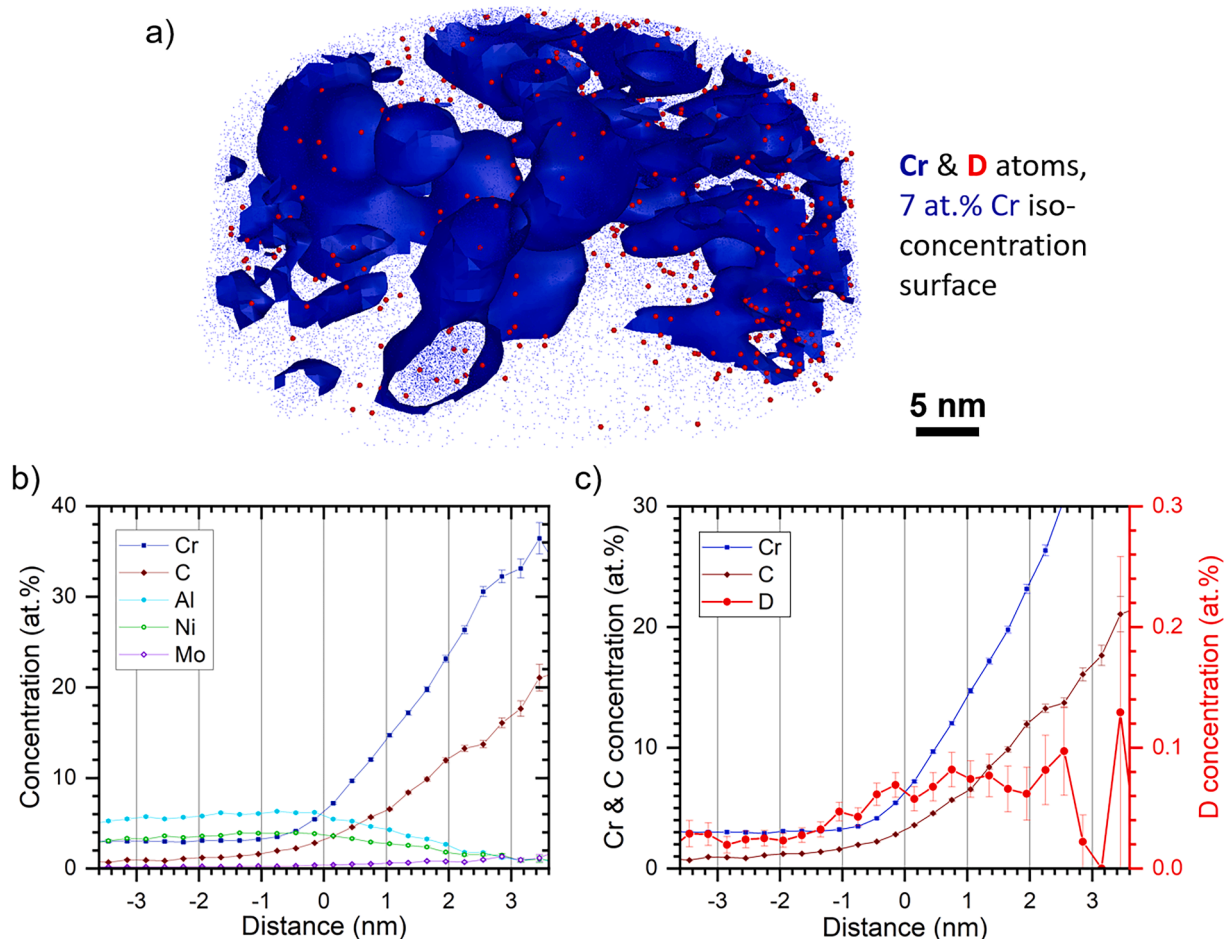 a)
Cr & D atoms,
7 at.% Cr iso-
concentration
surface
5 nm
b)
Concentration (at.%)
40
30
20
10
0
Cr
C
Al
Ni
Mo
-3 -2 -1 0 1 2 3
Distance (nm)
c)
Cr & C concentration (at.%)
30
20
10
0
Cr
C
D
0.3
0.2
0.1
0.0
D concentration (at.%)
-3 -2 -1 0 1 2 3
Distance (nm)